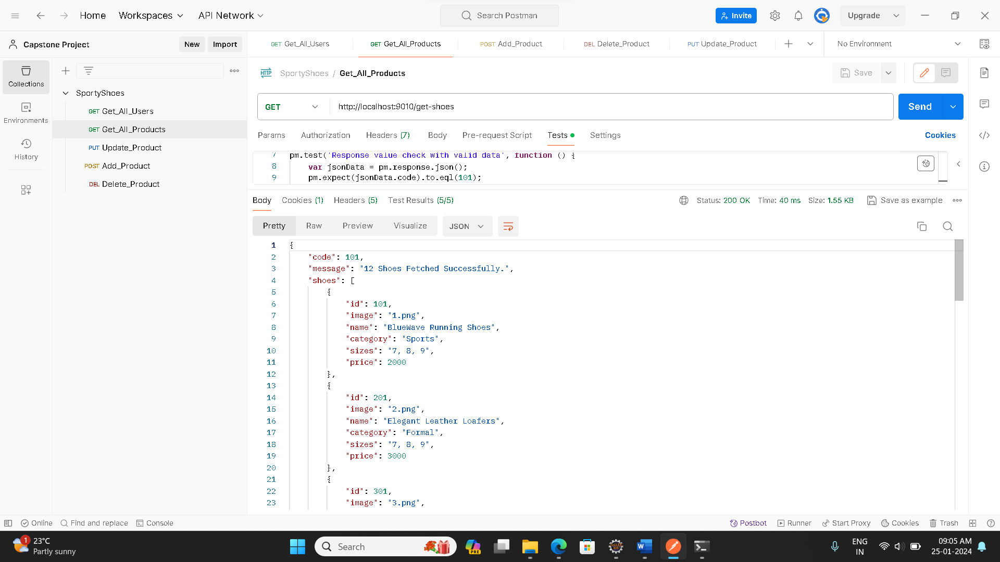 Home Workspaces API Network Search Postman Invite Upgrade
Capstone Project New Import GET Get_All_Users GET Get_All_Products POST Add_Product DEL Delete_Product PUT Update_Product No Environment
Collections
Environments
History
SportyShoes
GET Get_All_Users
GET Get_All_Products
PUT Update_Product
POST Add_Product
DEL Delete_Product
HTTP SportyShoes / Get_All_Products Save
GET http://localhost:9010/get-shoes Send
Params Authorization Headers (7) Body Pre-request Script Tests Settings Cookies
7 pm.test('Response value check with valid data', function () {
8 var jsonData = pm.response.json();
9 pm.expect(jsonData.code).to.eql(101);
Body Cookies (1) Headers (5) Test Results (5/5) Status: 200 OK Time: 40 ms Size: 1.55 KB Save as example
Pretty Raw Preview Visualize JSON
1 {
2 "code": 101,
3 "message": "12 Shoes Fetched Successfully.",
4 "shoes": [
5 {
6 "id": 101,
7 "image": "1.png",
8 "name": "BlueWave Running Shoes",
9 "category": "Sports",
10 "sizes": "7, 8, 9",
11 "price": 2000
12 },
13 {
14 "id": 201,
15 "image": "2.png",
16 "name": "Elegant Leather Loafers",
17 "category": "Formal",
18 "sizes": "7, 8, 9",
19 "price": 3000
20 },
21 {
22 "id": 301,
23 "image": "3.png",
Online Find and replace Console Postbot Runner Start Proxy Cookies Trash
1 23°C
Partly sunny
Search
PRE
ENG
IN
09:05 AM
25-01-2024